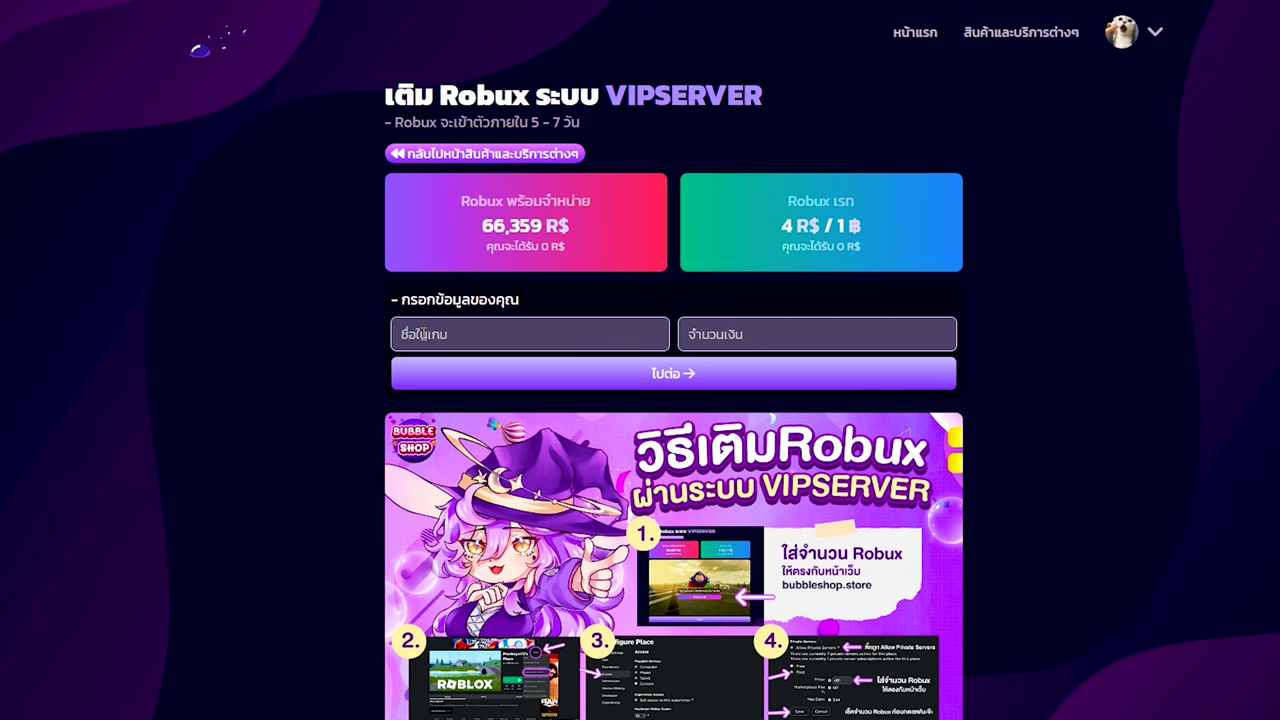 หน้าแรก
สินค้าและบริการต่างๆ
เติม Robux ระบบ VIPSERVER
- Robux จะเข้าตัวภายใน 5 - 7 วัน
กลับไปหน้าสินค้าและบริการต่างๆ
Robux พร้อมจำหน่าย
66,359 R$
คุณจะได้รับ 0 R$
Robux เรท
4 R$ / 1 ฿
คุณจะได้รับ 0 R$
- กรอกข้อมูลของคุณ
ชื่อในเกม
จำนวนเงิน
ไปต่อ →
BUBBLE
SHOP
วิธีเติมRobux
ผ่านระบบ VIPSERVER
1.
ใส่จำนวน Robux
ให้ตรงกับหน้าเว็บ
bubbleshop.store
2.
ROBLOX
3.
figure Place
Access
4.
Private Servers
Allow Private Servers
ติ๊กถูก Allow Private Servers
ใส่จำนวน Robux
ให้ตรงกับหน้าเว็บ
Save
Cancel